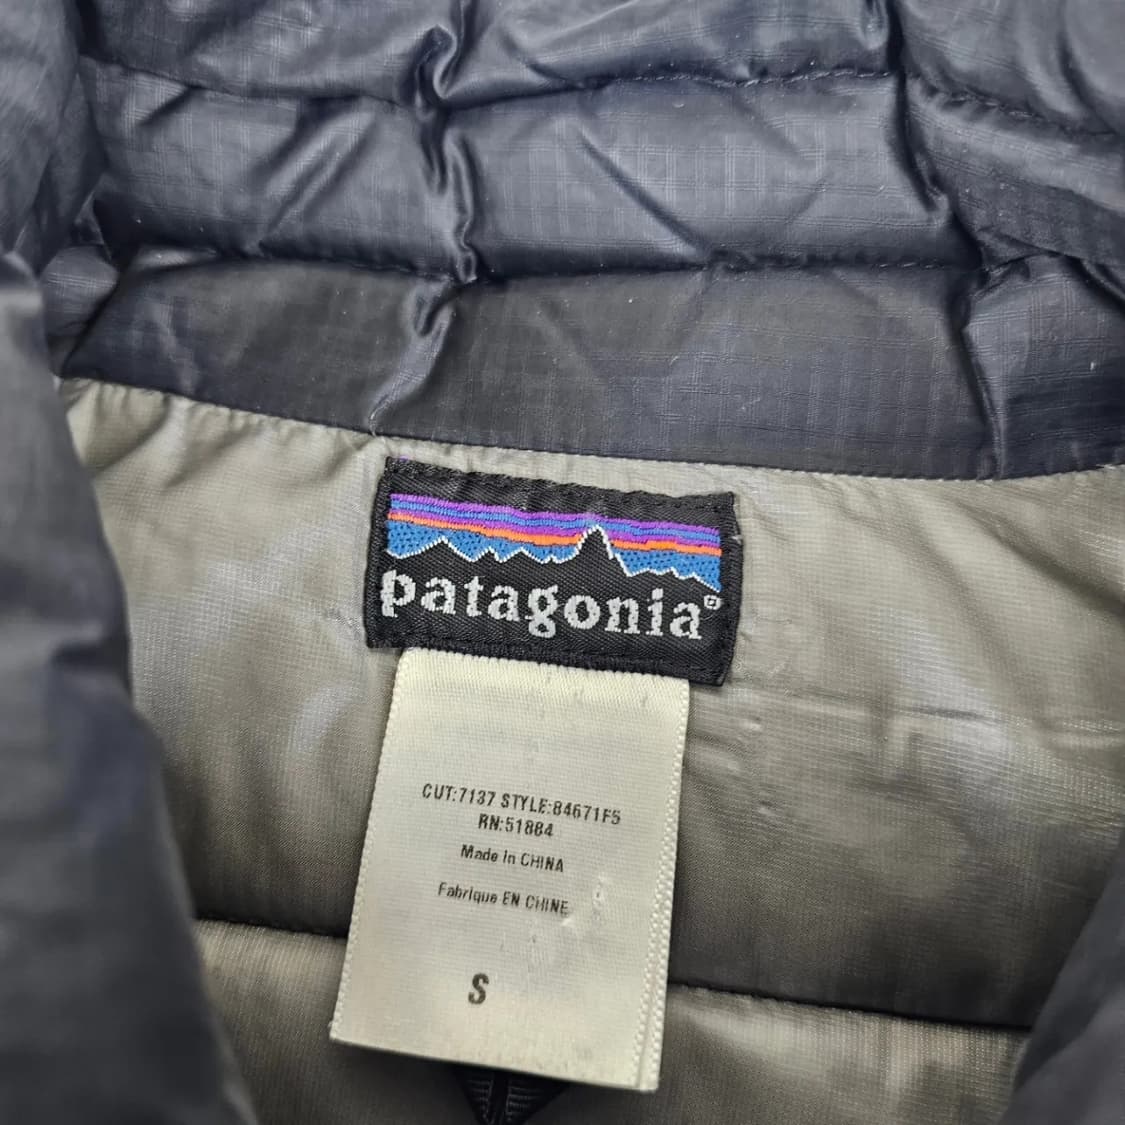 patagonia®
CUT:7137 STYLE:84671F5
RN:51884
Made in CHINA
Fabrique EN CHINE
S